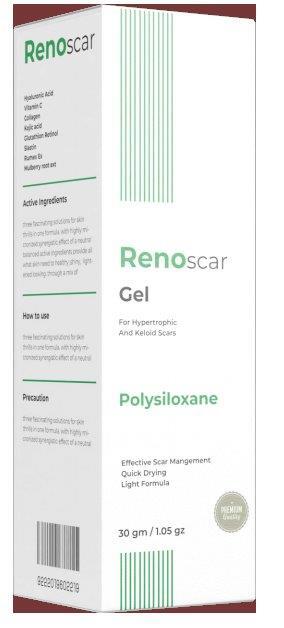 Renoscar
Hyaluronic Acid
Vitamin C
Collagen
Kojic acid
Glutathion Retinol
Elastin
Rumex Ex
Mulberry root ext
Active Ingredients
three fascinating solutions for skin
thrills in one formula, with highly mi-
cronized synergistic effect of a neutral
balanced active ingredients provide all
what skin need to healthy, shiny, light-
ened looking, through a mix of
How to use
three fascinating solutions for skin
thrills in one formula, with highly mi-
cronized synergistic effect of a neutral
Precaution
three fascinating solutions for skin
thrills in one formula, with highly mi-
cronized synergistic effect of a neutral
9222019602219
Renoscar
Gel
For Hypertrophic
And Keloid Scars
Polysiloxane
Effective Scar Mangement
Quick Drying
Light Formula
PREMIUM
Quality
30 gm / 1.05 gz